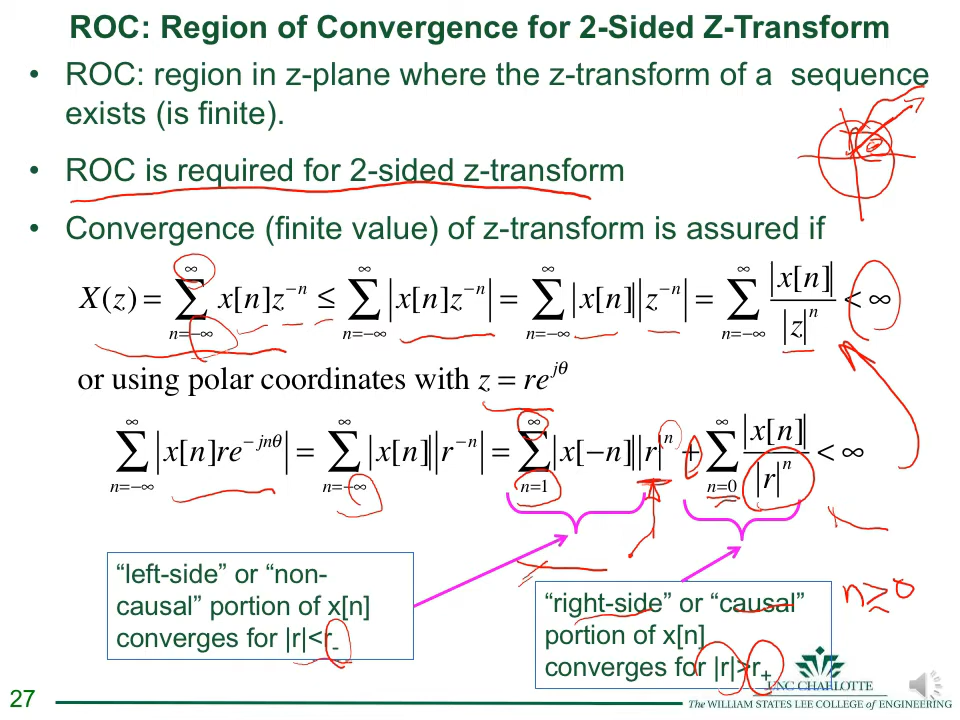 ROC: Region of Convergence for 2-Sided Z-Transform
• ROC: region in z-plane where the z-transform of a sequence
exists (is finite).
• ROC is required for 2-sided z-transform
• Convergence (finite value) of z-transform is assured if
X(z) = ∑_{n=−∞}^{∞} x[n]z^{−n} ≤ ∑_{n=−∞}^{∞} |x[n]z^{−n}| = ∑_{n=−∞}^{∞} |x[n]||z^{−n}| = ∑_{n=−∞}^{∞} |x[n]|/|z|^n < ∞
or using polar coordinates with z = re^{jθ}
∑_{n=−∞}^{∞} |x[n]re^{−jnθ}| = ∑_{n=−∞}^{∞} |x[n]||r^{−n}| = ∑_{n=1}^{∞} |x[−n]||r|^n + ∑_{n=0}^{∞} |x[n]|/|r|^n < ∞
“left-side” or “non-
causal” portion of x[n]
converges for |r|<r-
“right-side” or “causal”
portion of x[n]
converges for |r|>r+
n≥0
UNC CHARLOTTE
The WILLIAM STATES LEE COLLEGE of ENGINEERING
27